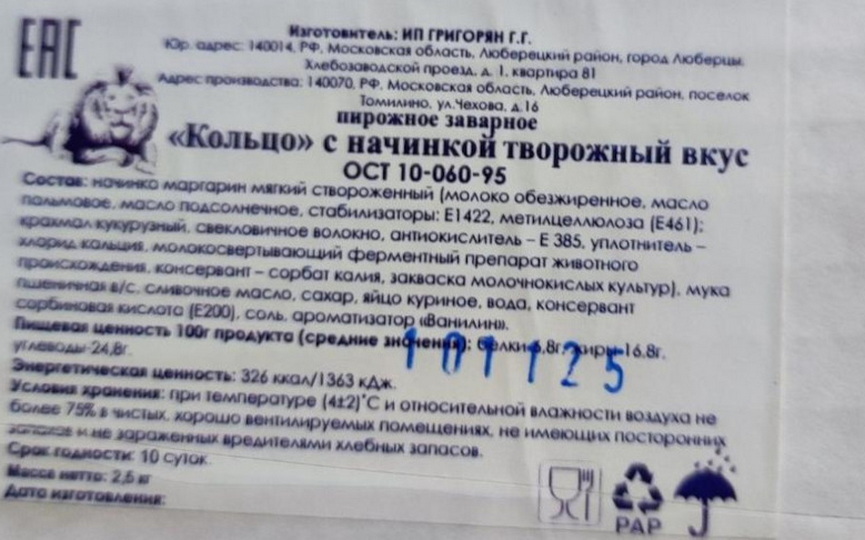 ЕАС
Изготовитель: ИП ГРИГОРЯН Г.Г.
Юр. адрес: 140014, РФ, Московская область, Люберецкий район, город Люберцы,
Хлебозаводской проезд, д. 1, квартира 81
Адрес производства: 140070, РФ, Московская область, Люберецкий район, поселок
Томилино, ул.Чехова, д.16
пирожное заварное
«Кольцо» с начинкой творожный вкус
ОСТ 10-060-95
Состав: начинко маргарин мягкий створоженный (молоко обезжиренное, масло
пальмовое, масло подсолнечное, стабилизаторы: Е1422, метилцеллюлоза (Е461);
крахмал кукурузный, свекловичное волокно, антиокислитель – Е 385, уплотнитель –
хлорид кальция, молокосвертывающий ферментный препарат животного
происхождения, консервант – сорбат калия, закваска молочнокислых культур), мука
пшеничная в/с, сливочное масло, сахар, яйцо куриное, вода, консервант
сорбиновая кислота (Е200), соль, ароматизатор «Ванилин».
Пищевая ценность 100г продукта (средние значения): белки-6,8г, жиры-16,8г,
углеводы-24,8г.
101125
Энергетическая ценность: 326 ккал/1363 кДж.
Условия хранения: при температуре (4±2)°С и относительной влажности воздуха не
более 75% в чистых, хорошо вентилируемых помещениях, не имеющих посторонних
запахов и не зараженных вредителями хлебных запасов.
Срок годности: 10 суток.
Масса нетто: 2,5 кг
Дата изготовления:
PAP